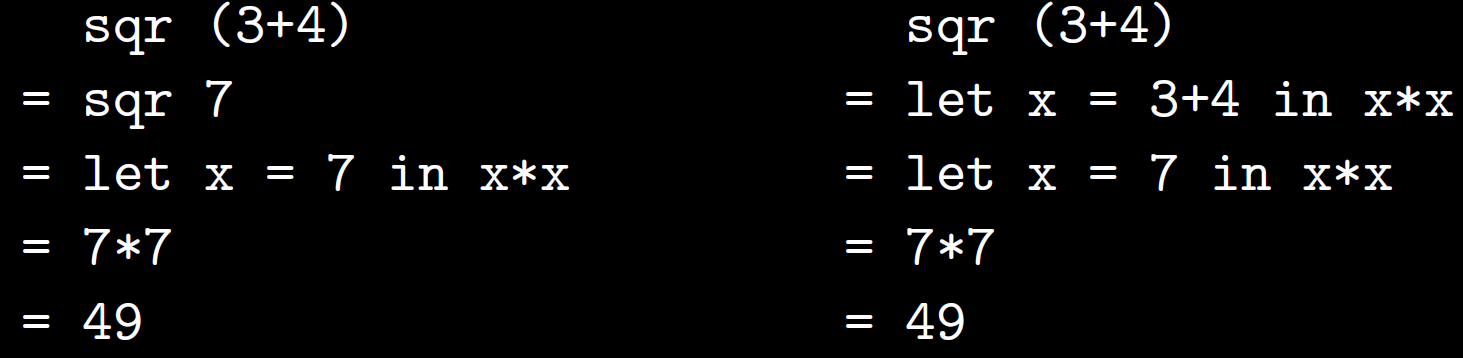 sqr (3+4)
= sqr 7
= let x = 7 in x*x
= 7*7
= 49
sqr (3+4)
= let x = 3+4 in x*x
= let x = 7 in x*x
= 7*7
= 49